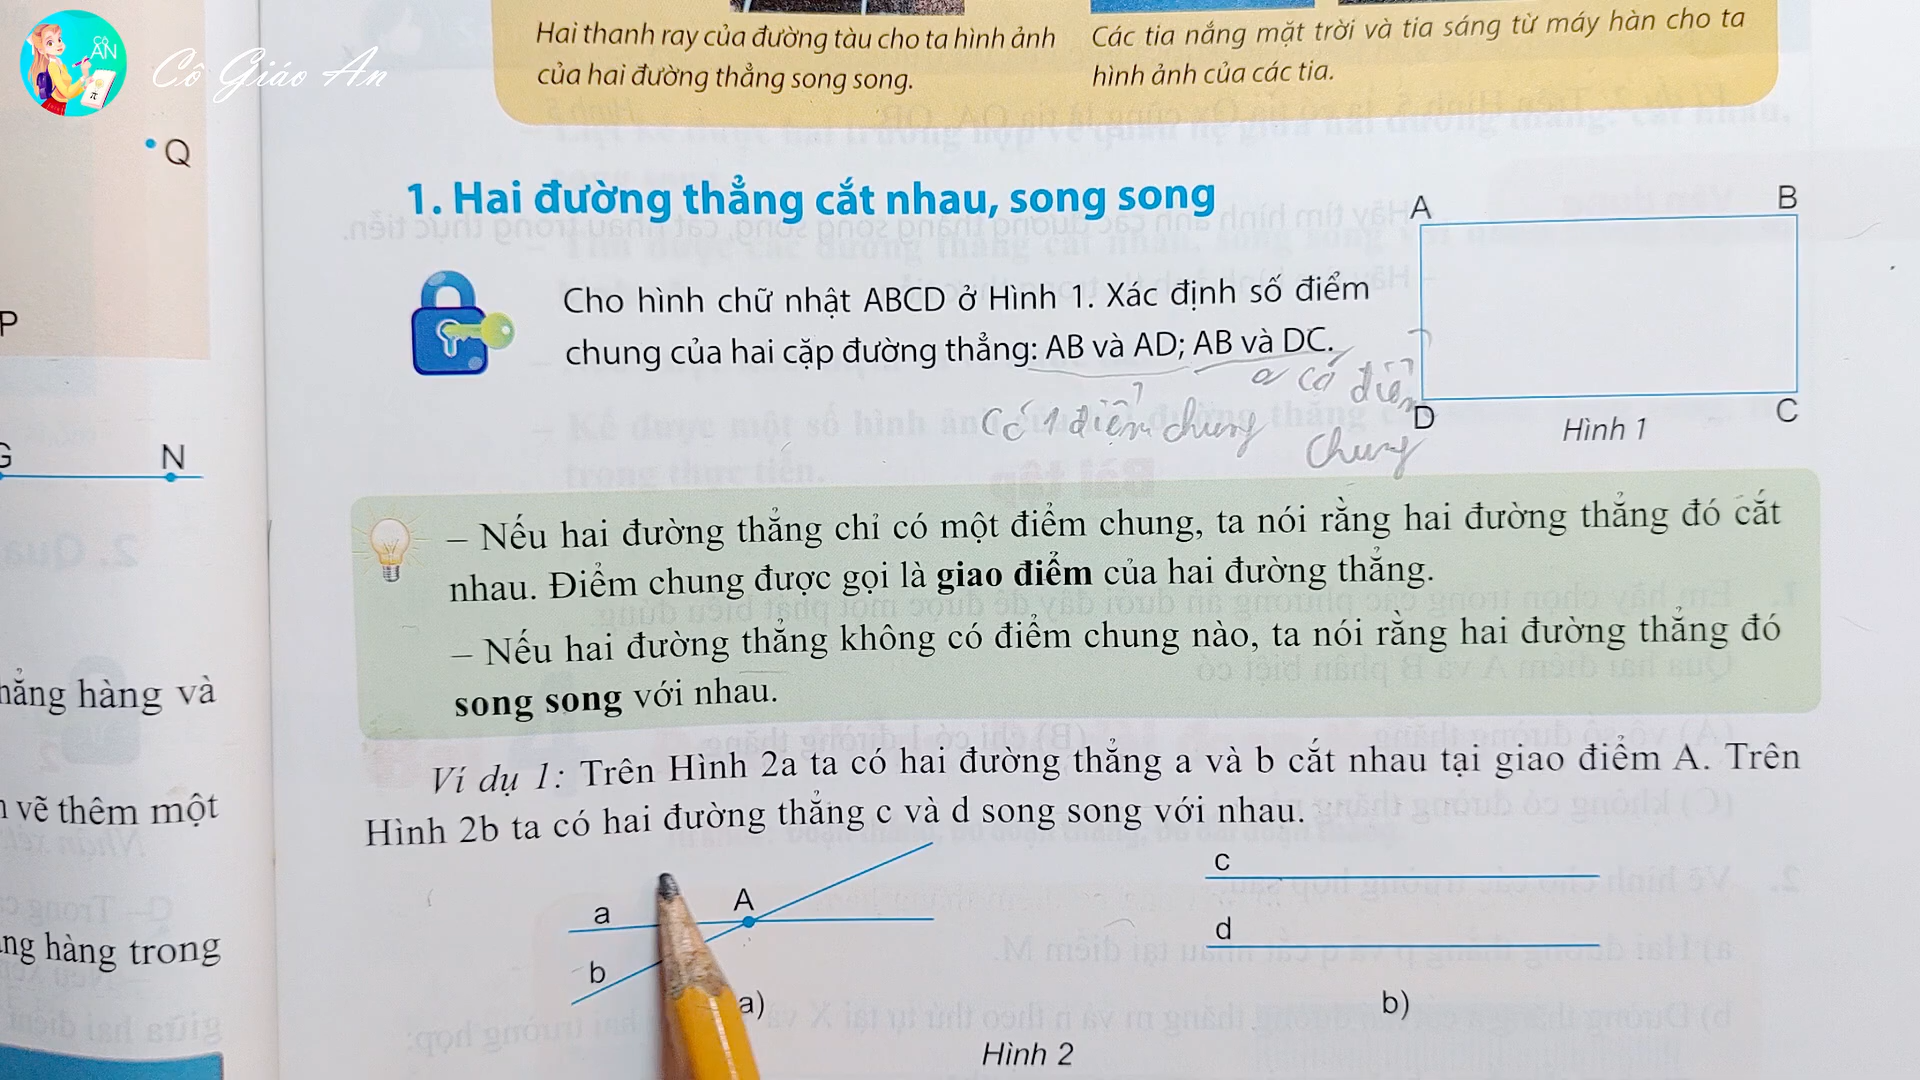 CÔ
AN
Cô Giáo An
Hai thanh ray của đường tàu cho ta hình ảnh
của hai đường thẳng song song.
Các tia nắng mặt trời và tia sáng từ máy hàn cho ta
hình ảnh của các tia.
Q
P
N
hẳng hàng và
vẽ thêm một
ng hàng trong
1. Hai đường thẳng cắt nhau, song song
Cho hình chữ nhật ABCD ở Hình 1. Xác định số điểm
chung của hai cặp đường thẳng: AB và AD; AB và DC.
có điểm
chung
Có 1 điểm chung
A
B
D
C
Hình 1
– Nếu hai đường thẳng chỉ có một điểm chung, ta nói rằng hai đường thẳng đó cắt
nhau. Điểm chung được gọi là giao điểm của hai đường thẳng.
– Nếu hai đường thẳng không có điểm chung nào, ta nói rằng hai đường thẳng đó
song song với nhau.
Ví dụ 1: Trên Hình 2a ta có hai đường thẳng a và b cắt nhau tại giao điểm A. Trên
Hình 2b ta có hai đường thẳng c và d song song với nhau.
a
A
b
a)
c
d
b)
Hình 2